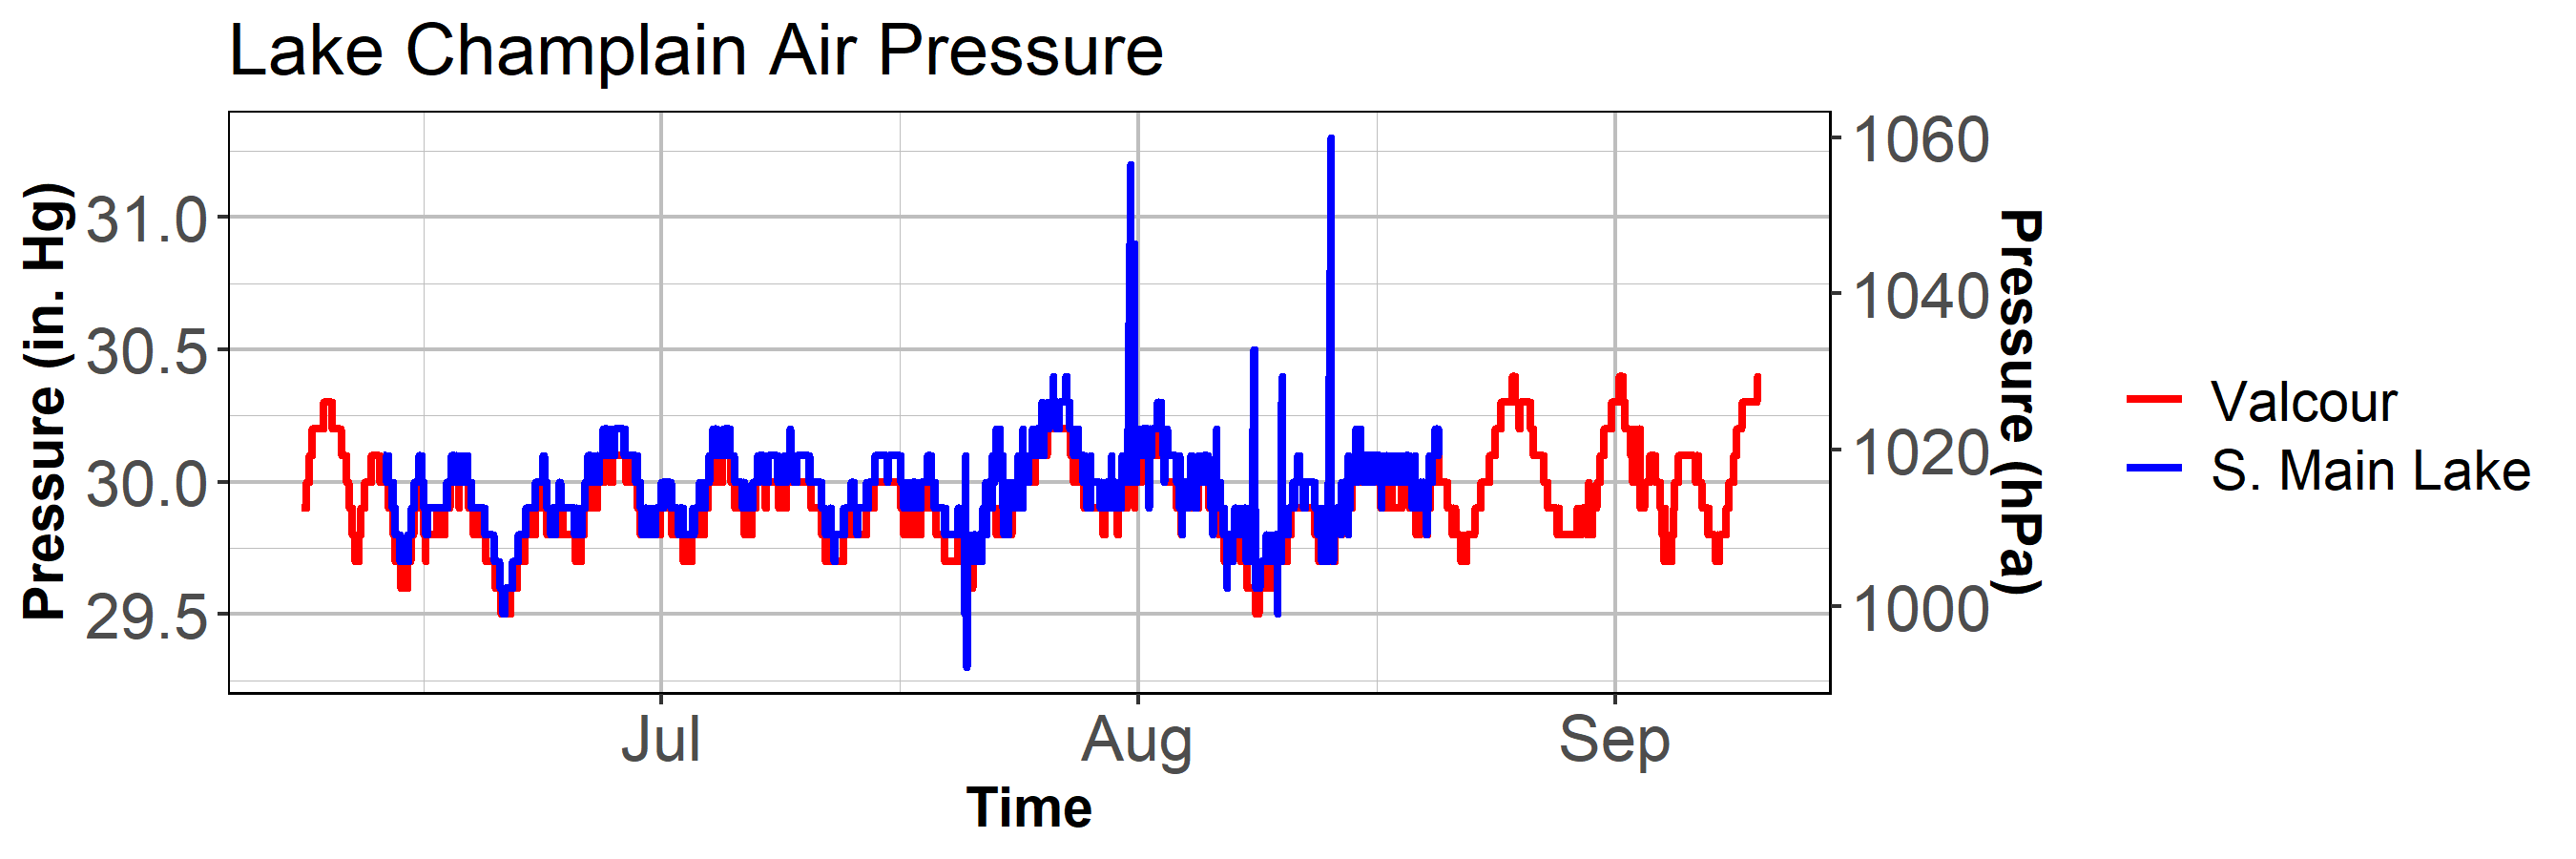 Lake Champlain Air Pressure
Pressure (in. Hg)
31.0
30.5
30.0
29.5
1060
1040
1020
1000
Pressure (hPa)
Jul
Aug
Sep
Time
Valcour
S. Main Lake